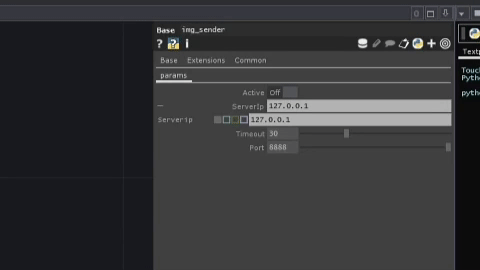 Base img_sender
? ? i
Base Extensions Common
params
Active Off
ServerIp 127.0.0.1
Serverip 127.0.0.1
Timeout 30
Port 8888
0
Textp
Touc
Pyth
pyth